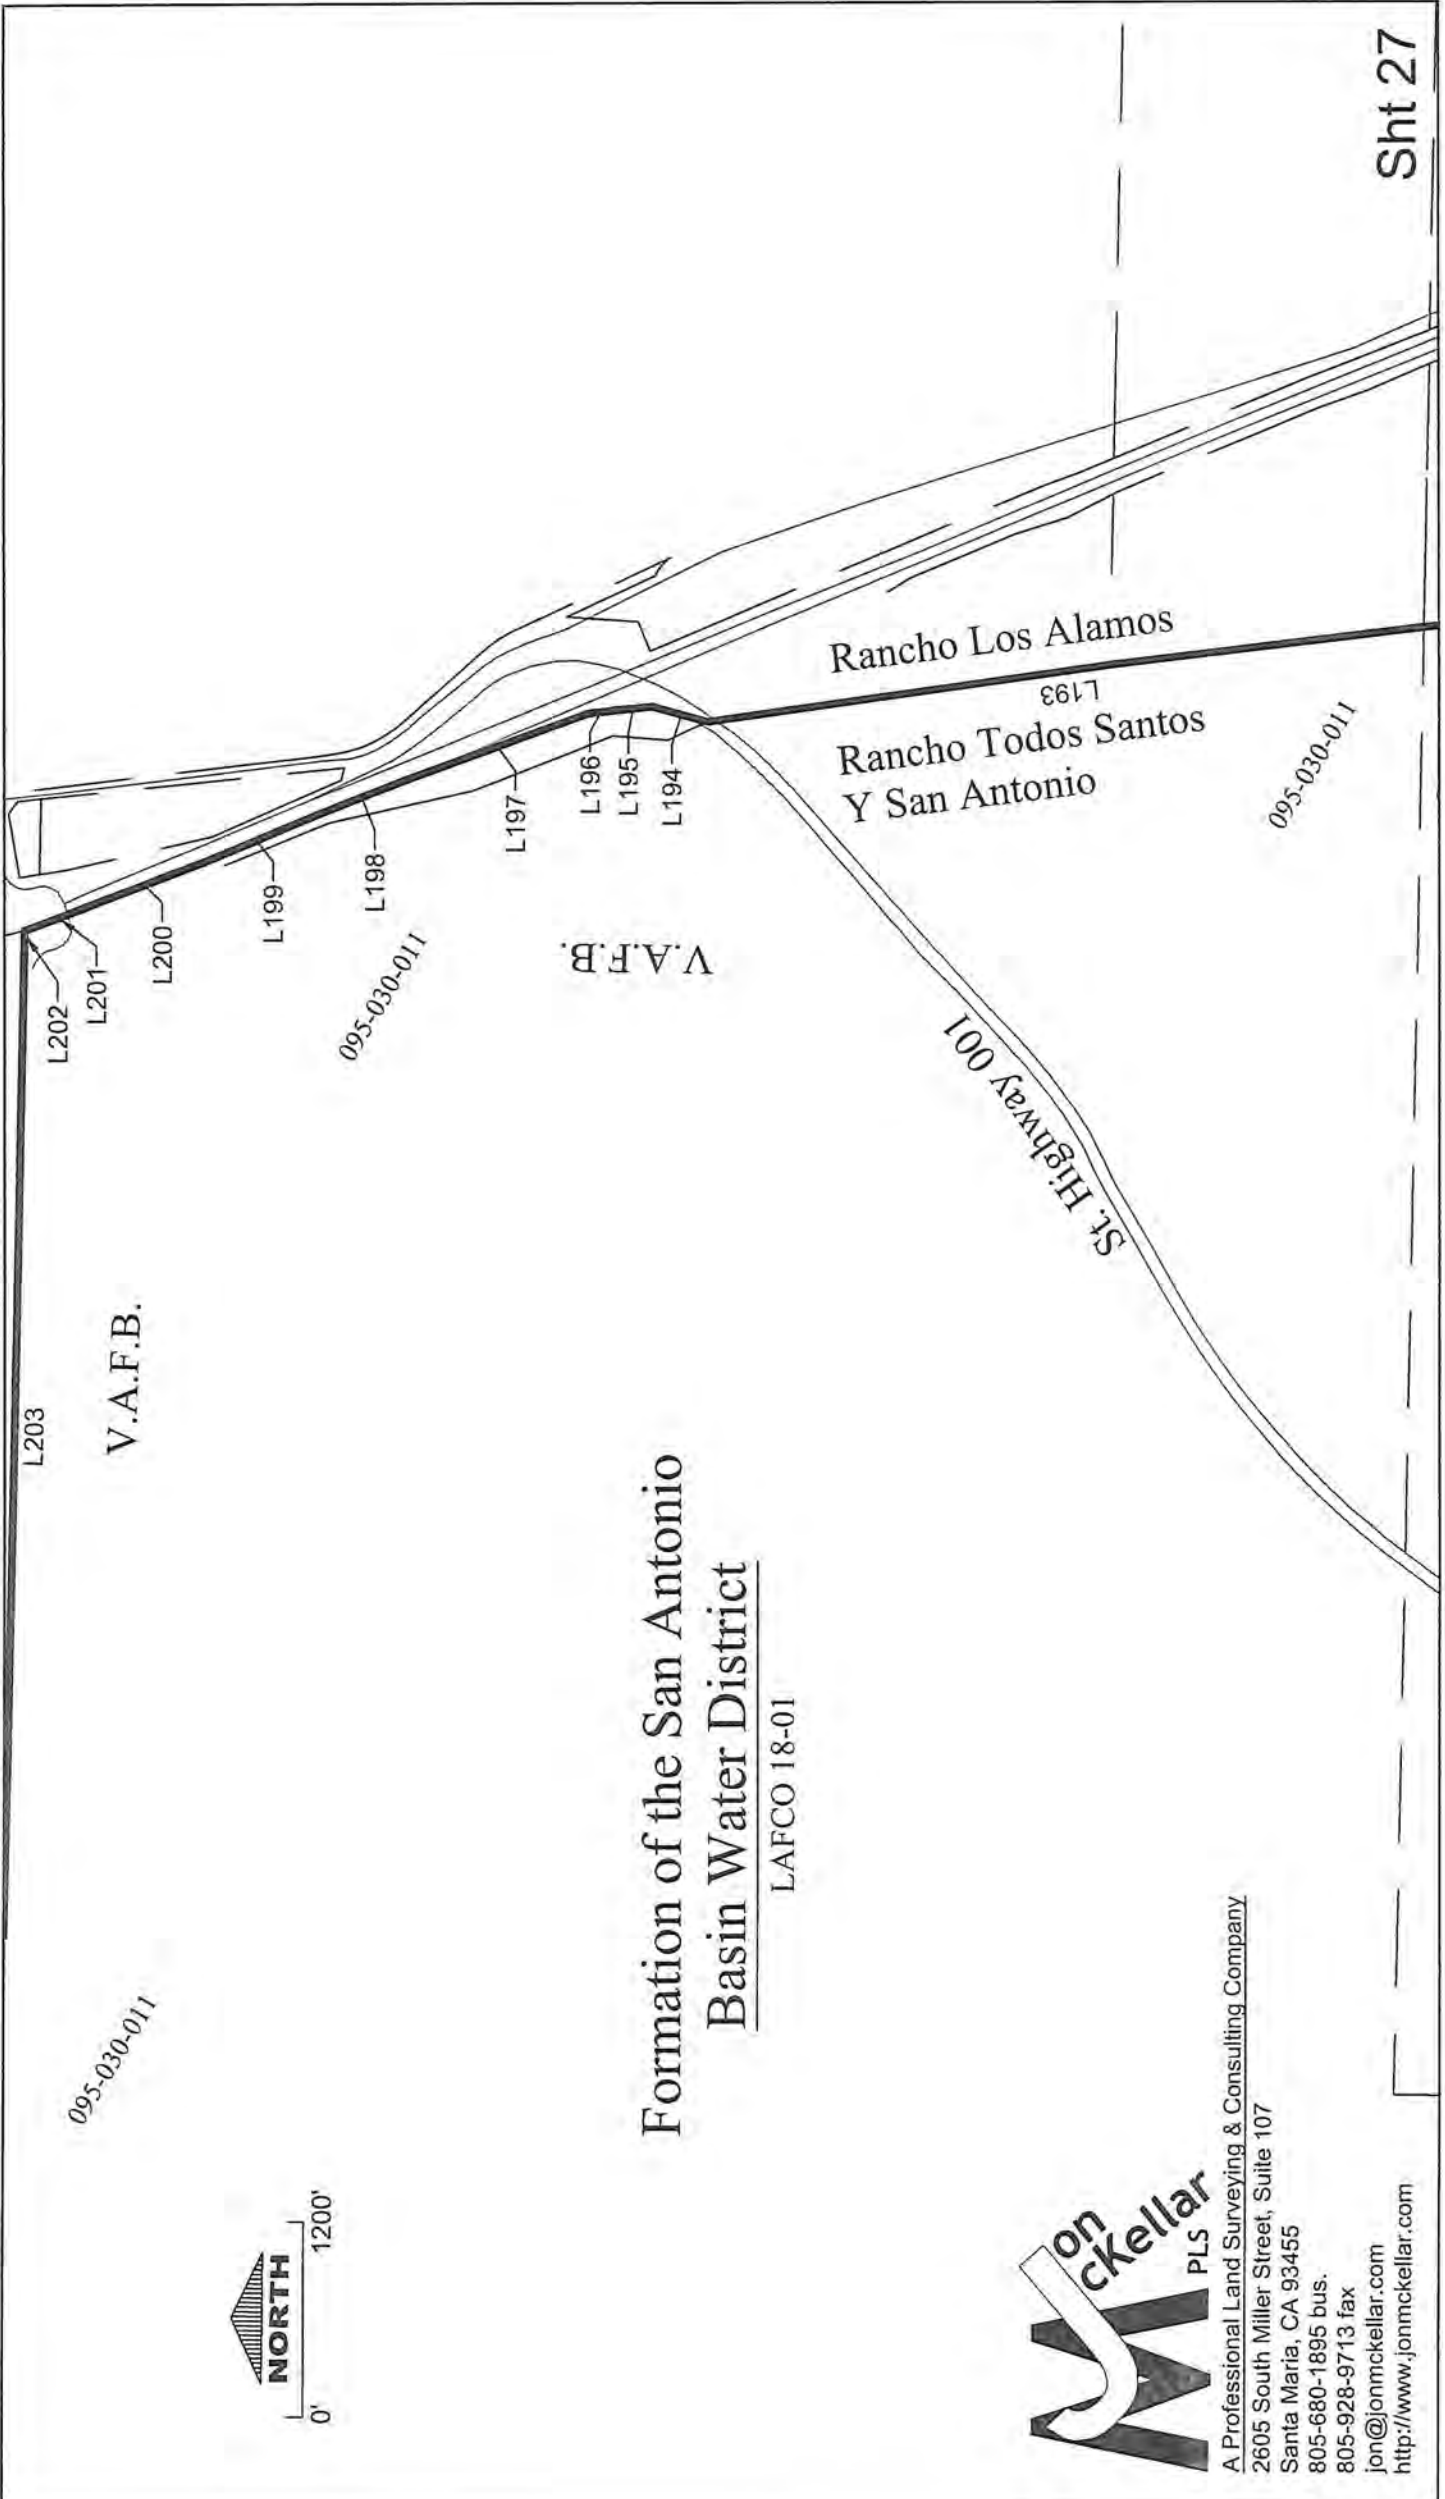 L203
V.A.F.B.
095-030-011
NORTH
0' 1200'
L202
L201
L200
L199
L198
L197
L196
L195
L194
095-030-011
V.A.F.B.
Rancho Los Alamos
L193
Rancho Todos Santos
Y San Antonio
095-030-011
St. Highway 001
Formation of the San Antonio
Basin Water District
LAFCO 18-01
Jon
McKellar
PLS
A Professional Land Surveying & Consulting Company
2605 South Miller Street, Suite 107
Santa Maria, CA 93455
805-680-1895 bus.
805-928-9713 fax
jon@jonmckellar.com
http://www.jonmckellar.com
Sht 27